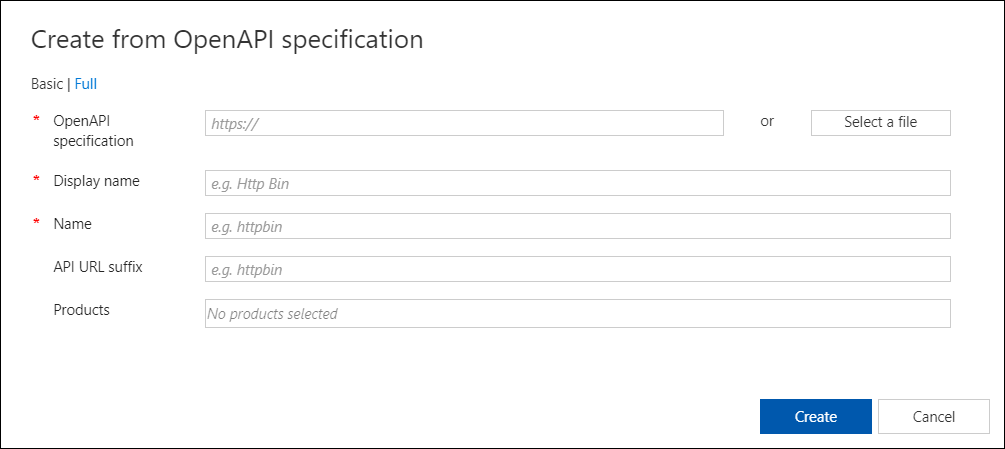 Create from OpenAPI specification
Basic | Full
* OpenAPI specification https:// or Select a file
* Display name e.g. Http Bin
* Name e.g. httpbin
API URL suffix e.g. httpbin
Products No products selected
Create Cancel